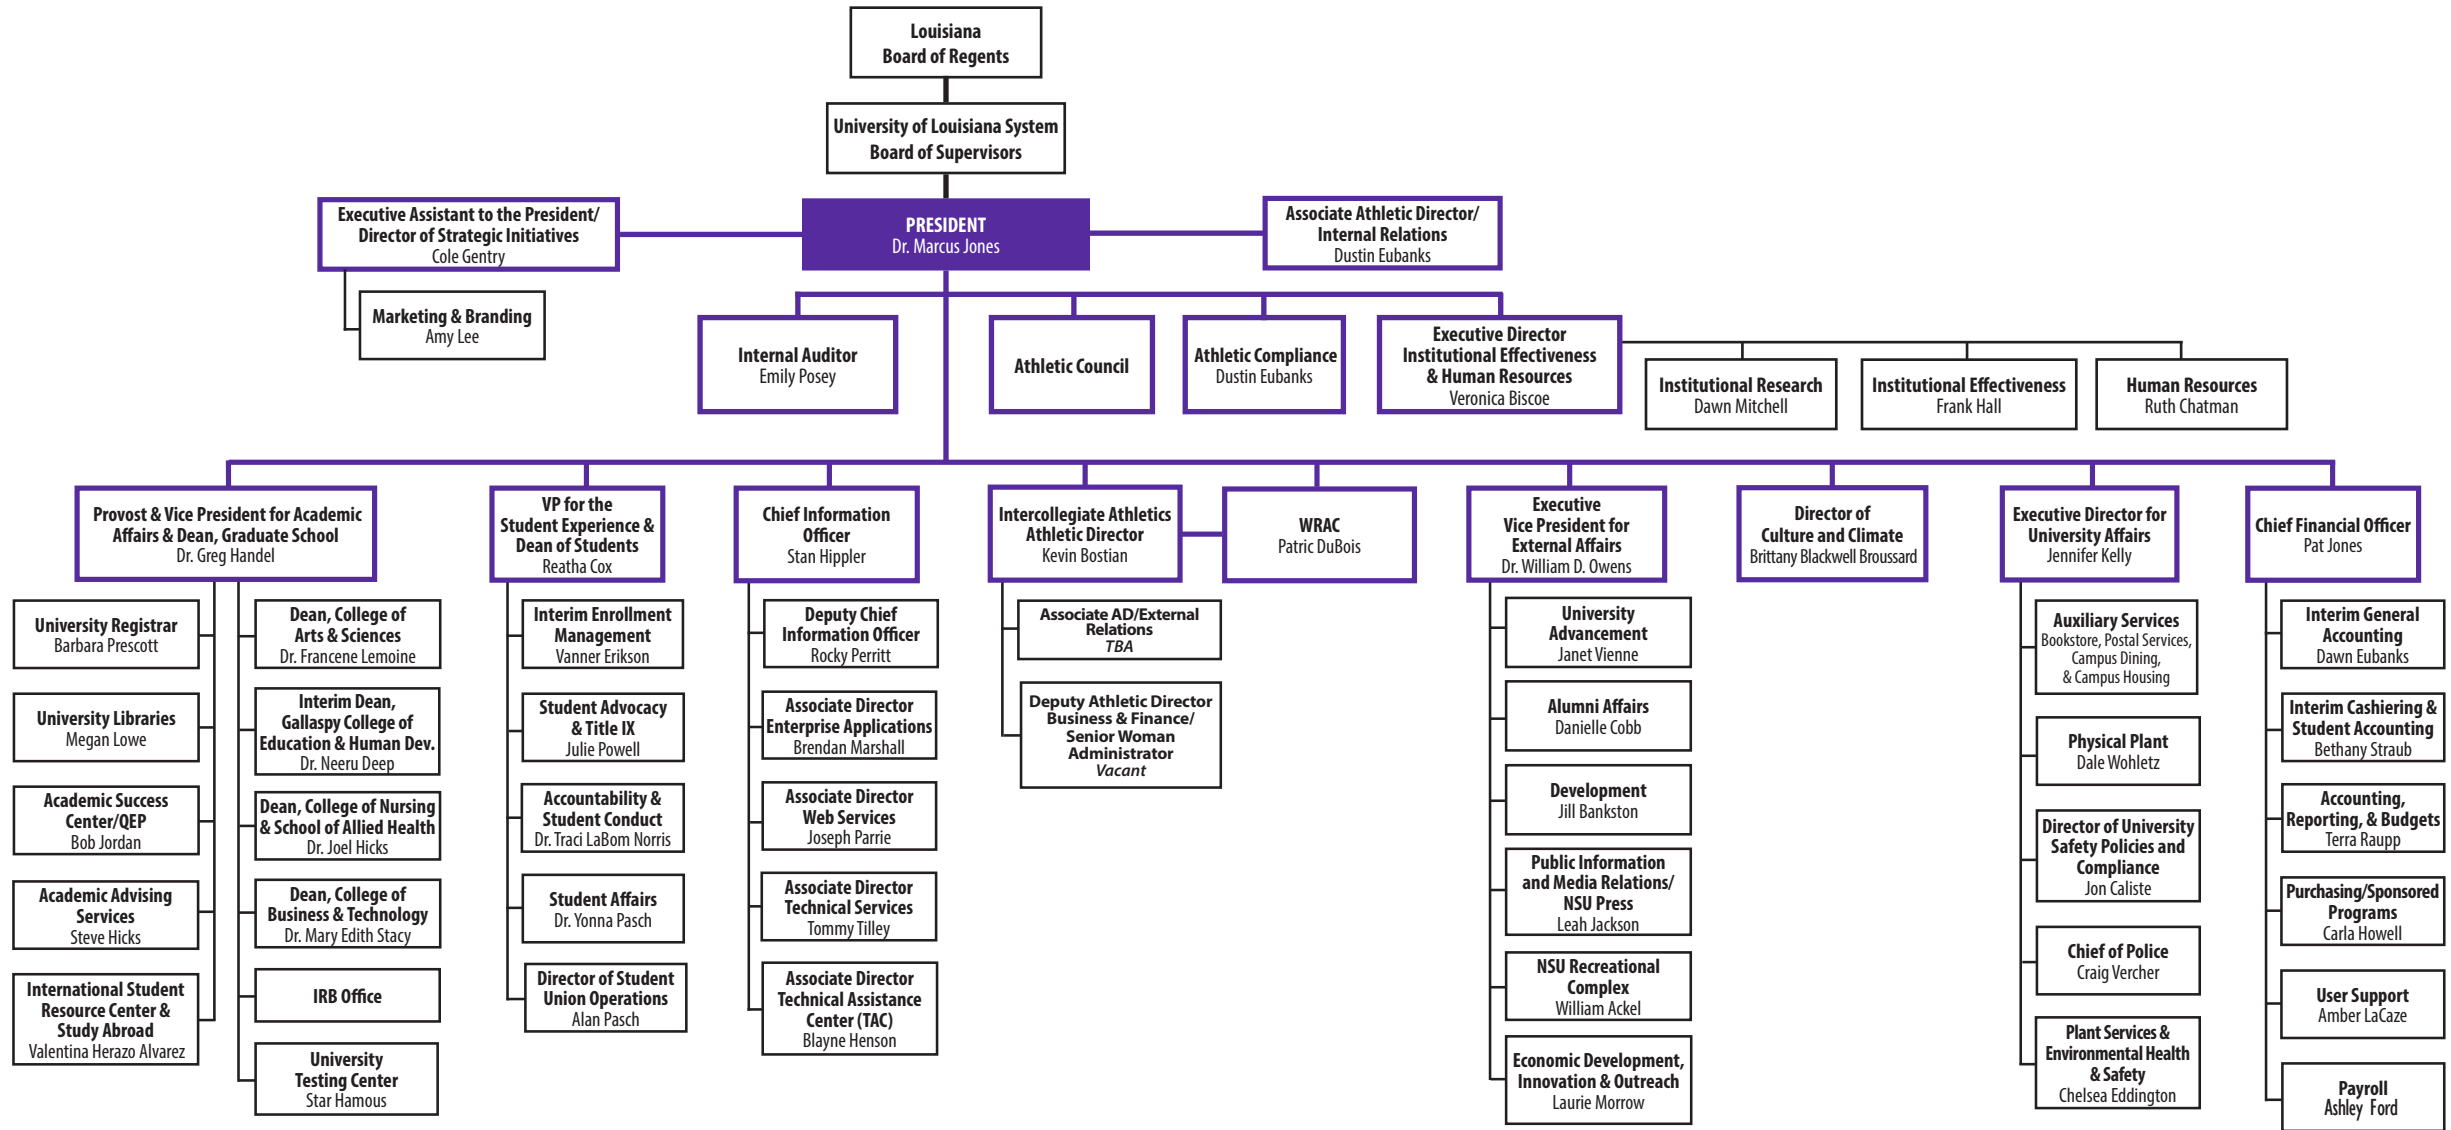 Louisiana
Board of Regents
University of Louisiana System
Board of Supervisors
Executive Assistant to the President/
Director of Strategic Initiatives
Cole Gentry
PRESIDENT
Dr. Marcus Jones
Associate Athletic Director/
Internal Relations
Dustin Eubanks
Marketing & Branding
Amy Lee
Internal Auditor
Emily Posey
Athletic Council
Athletic Compliance
Dustin Eubanks
Executive Director
Institutional Effectiveness
& Human Resources
Veronica Biscoe
Institutional Research
Dawn Mitchell
Institutional Effectiveness
Frank Hall
Human Resources
Ruth Chatman
Provost & Vice President for Academic
Affairs & Dean, Graduate School
Dr. Greg Handel
VP for the
Student Experience &
Dean of Students
Reatha Cox
Chief Information
Officer
Stan Hippler
Intercollegiate Athletics
Athletic Director
Kevin Bostian
WRAC
Patric DuBois
Executive
Vice President for
External Affairs
Dr. William D. Owens
Director of
Culture and Climate
Brittany Blackwell Broussard
Executive Director for
University Affairs
Jennifer Kelly
Chief Financial Officer
Pat Jones
University Registrar
Barbara Prescott
University Libraries
Megan Lowe
Academic Success
Center/QEP
Bob Jordan
Academic Advising
Services
Steve Hicks
International Student
Resource Center &
Study Abroad
Valentina Herazo Alvarez
Dean, College of
Arts & Sciences
Dr. Francene Lemoine
Interim Dean,
Gallaspy College of
Education & Human Dev.
Dr. Neeru Deep
Dean, College of Nursing
& School of Allied Health
Dr. Joel Hicks
Dean, College of
Business & Technology
Dr. Mary Edith Stacy
IRB Office
University
Testing Center
Star Hamous
Interim Enrollment
Management
Vanner Erikson
Student Advocacy
& Title IX
Julie Powell
Accountability &
Student Conduct
Dr. Traci LaBom Norris
Student Affairs
Dr. Yonna Pasch
Director of Student
Union Operations
Alan Pasch
Deputy Chief
Information Officer
Rocky Perritt
Associate Director
Enterprise Applications
Brendan Marshall
Associate Director
Web Services
Joseph Parrie
Associate Director
Technical Services
Tommy Tilley
Associate Director
Technical Assistance
Center (TAC)
Blayne Henson
Associate AD/External
Relations
TBA
Deputy Athletic Director
Business & Finance/
Senior Woman
Administrator
Vacant
University
Advancement
Janet Vienne
Alumni Affairs
Danielle Cobb
Development
Jill Bankston
Public Information
and Media Relations/
NSU Press
Leah Jackson
NSU Recreational
Complex
William Ackel
Economic Development,
Innovation & Outreach
Laurie Morrow
Auxiliary Services
Bookstore, Postal Services,
Campus Dining,
& Campus Housing
Physical Plant
Dale Wohletz
Director of University
Safety Policies and
Compliance
Jon Caliste
Chief of Police
Craig Vercher
Plant Services &
Environmental Health
& Safety
Chelsea Eddington
Interim General
Accounting
Dawn Eubanks
Interim Cashiering &
Student Accounting
Bethany Straub
Accounting,
Reporting, & Budgets
Terra Raupp
Purchasing/Sponsored
Programs
Carla Howell
User Support
Amber LaCaze
Payroll
Ashley Ford